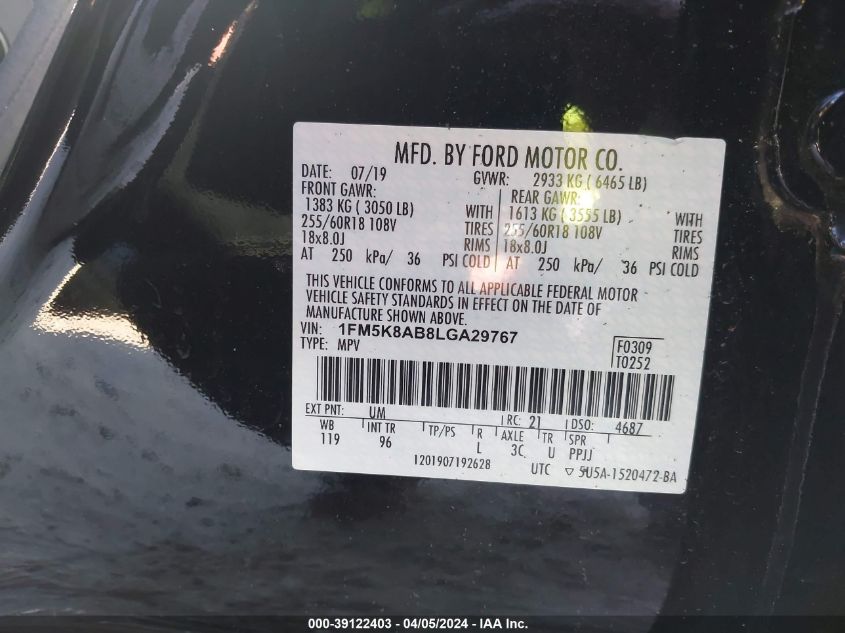 MFD. BY FORD MOTOR CO.
DATE: 07/19 GVWR: 2933 KG ( 6465 LB)
FRONT GAWR: REAR GAWR:
1383 KG ( 3050 LB) WITH 1613 KG ( 3555 LB) WITH
255/60R18 108V TIRES 255/60R18 108V TIRES
18x8.0J RIMS 18x8.0J RIMS
AT 250 kPa/ 36 PSI COLD AT 250 kPa/ 36 PSI COLD
THIS VEHICLE CONFORMS TO ALL APPLICABLE FEDERAL MOTOR
VEHICLE SAFETY STANDARDS IN EFFECT ON THE DATE OF
MANUFACTURE SHOWN ABOVE.
VIN: 1FM5K8AB8LGA29767
TYPE: MPV
F0309
T0252
EXT PNT: UM RC: 21 DSO: 4687
WB INT TR TP/PS R AXLE TR SPR
119 96 L 3C U PPJJ
1201907192628 UTC ▽ 5U5A-1520472-BA
000-39122403 - 04/05/2024 - IAA Inc.